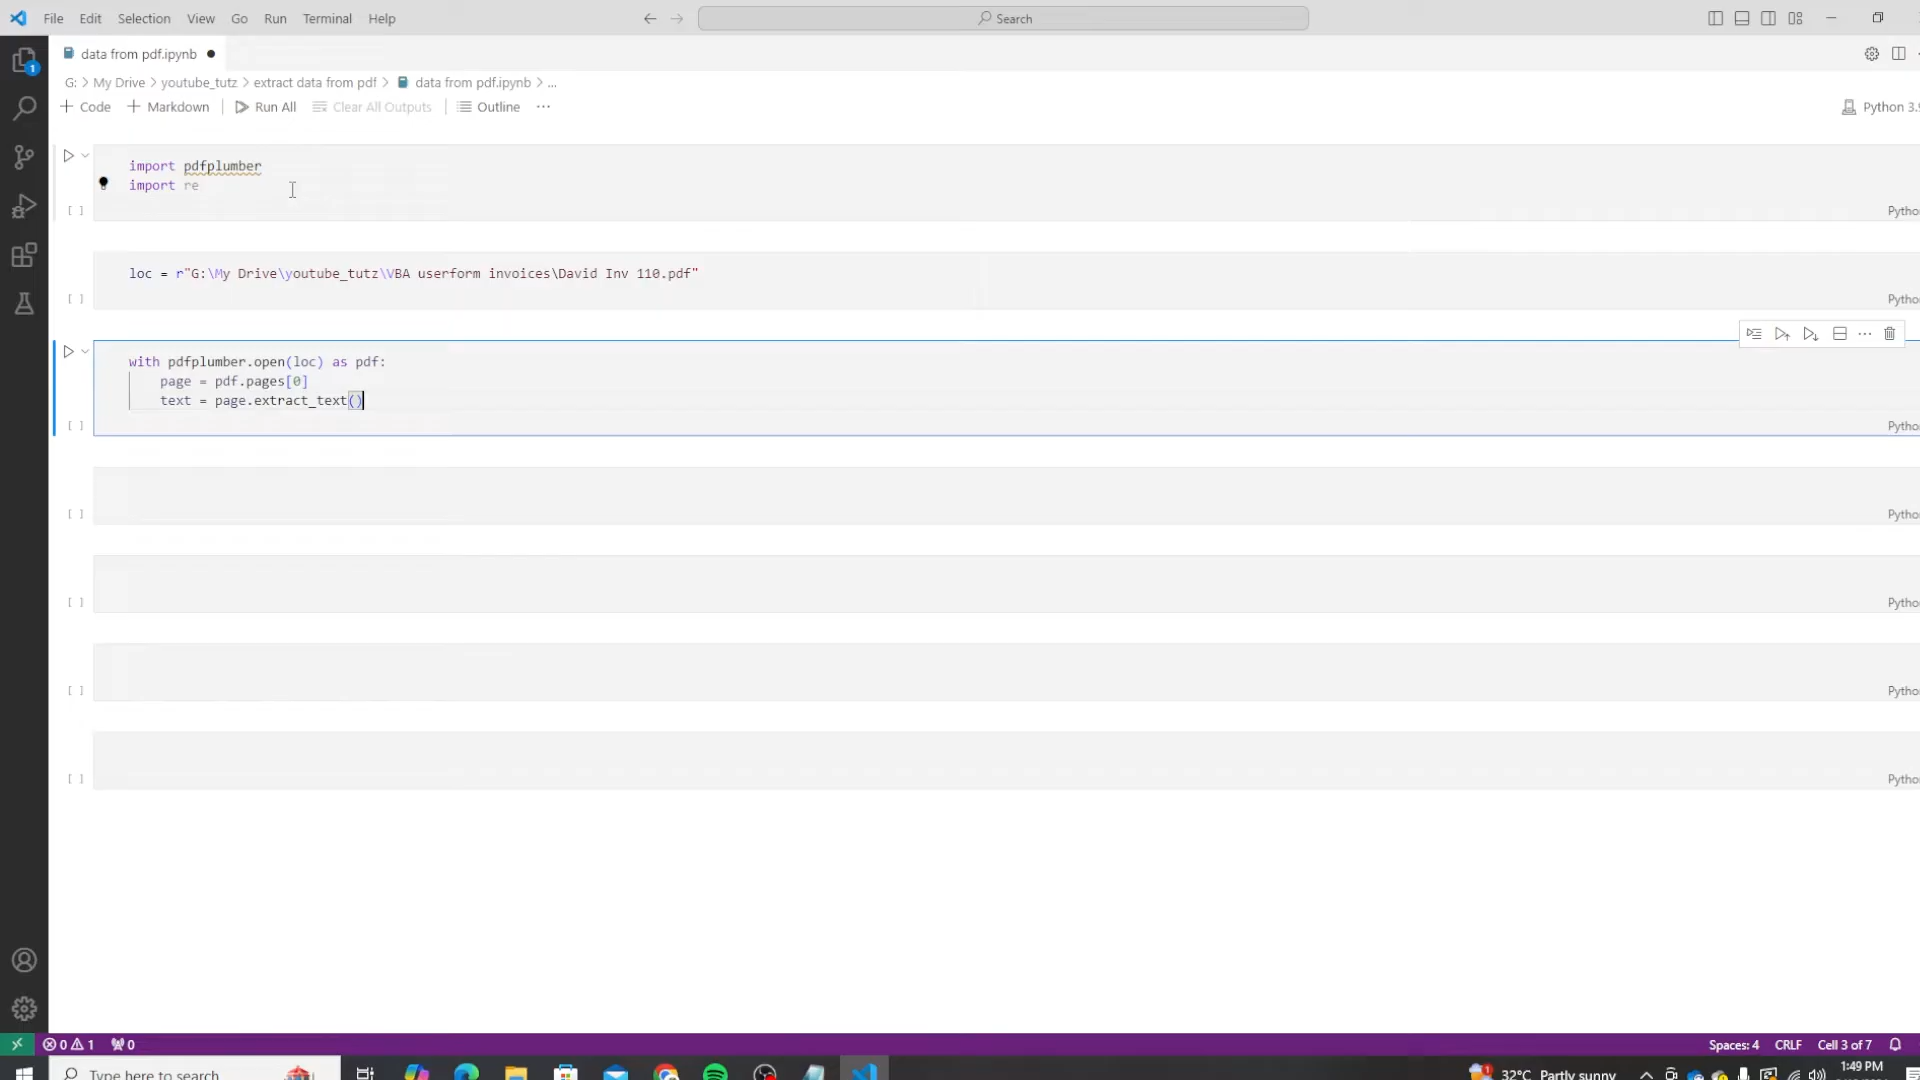 File Edit Selection View Go Run Terminal Help
Search
data from pdf.ipynb
G: > My Drive > youtube_tutz > extract data from pdf > data from pdf.ipynb > ...
+ Code + Markdown | Run All Clear All Outputs | Outline ...
Python 3.9
1
import pdfplumber
import re
[ ]
Pytho
loc = r"G:\My Drive\youtube_tutz\VBA userform invoices\David Inv 110.pdf"
[ ]
Pytho
with pdfplumber.open(loc) as pdf:
page = pdf.pages[0]
text = page.extract_text()
[ ]
Pytho
[ ]
Pytho
[ ]
Pytho
[ ]
Pytho
[ ]
Pytho
0 1 0
Spaces: 4 CRLF Cell 3 of 7
Type here to search
1
32°C Partly sunny
1:49 PM